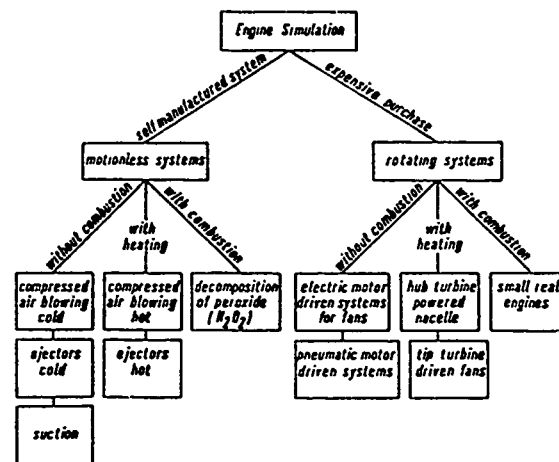 Engine Simulation
self manufactured system
expensive purchase
motionless systems
rotating systems
without combustion
with
heating
with combustion
without combustion
with
heating
with combustion
compressed
air blowing
cold
compressed
air blowing
hot
decomposition
of peroxide
(H₂O₂)
electric motor
driven systems
for fans
hub turbine
powered
nacelle
small real
engines
ejectors
cold
ejectors
hot
pneumatic motor
driven systems
tip turbine
driven fans
suction